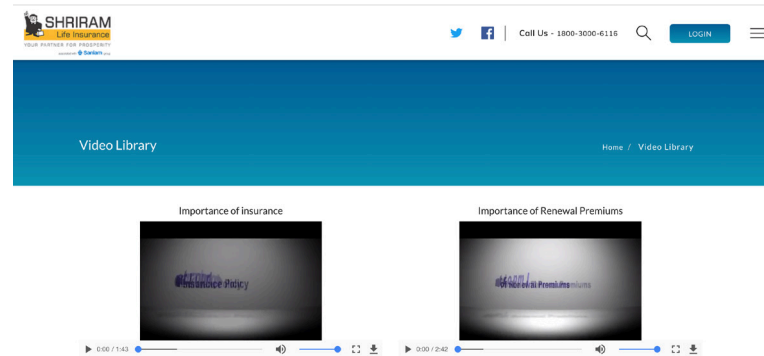 SHRIRAM
Life Insurance
YOUR PARTNER FOR PROSPERITY
Sanlam
Call Us - 1800-3000-6116
LOGIN
Video Library
Home / Video Library
Importance of insurance
Importance of Renewal Premiums
0:00 / 1:43
0:00 / 2:42